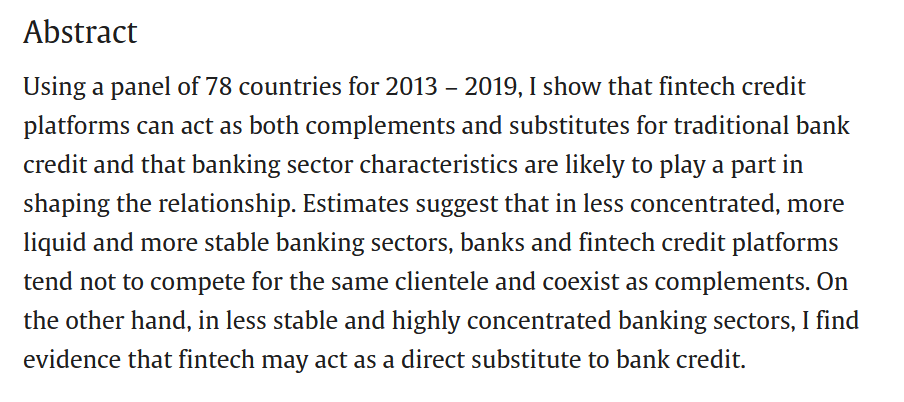 Abstract
Using a panel of 78 countries for 2013 – 2019, I show that fintech credit
platforms can act as both complements and substitutes for traditional bank
credit and that banking sector characteristics are likely to play a part in
shaping the relationship. Estimates suggest that in less concentrated, more
liquid and more stable banking sectors, banks and fintech credit platforms
tend not to compete for the same clientele and coexist as complements. On
the other hand, in less stable and highly concentrated banking sectors, I find
evidence that fintech may act as a direct substitute to bank credit.